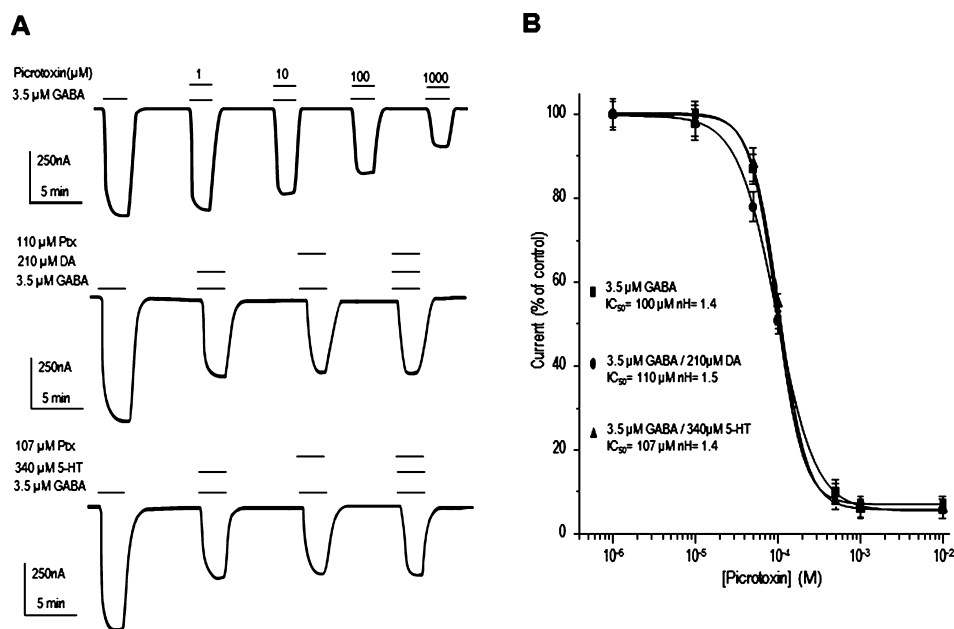 A
Picrotoxin(µM) 1 10 100 1000
3.5 µM GABA
250nA
5 min
110 µM Ptx
210 µM DA
3.5 µM GABA
250nA
5 min
107 µM Ptx
340 µM 5-HT
3.5 µM GABA
250nA
5 min
B
Current (% of control)
100
80
60
40
20
0
3.5 µM GABA
IC50= 100 µM nH= 1.4
3.5 µM GABA / 210µM DA
IC50= 110 µM nH= 1.5
3.5 µM GABA / 340µM 5-HT
IC50= 107 µM nH= 1.4
10-6 10-5 10-4 10-3 10-2
[Picrotoxin] (M)